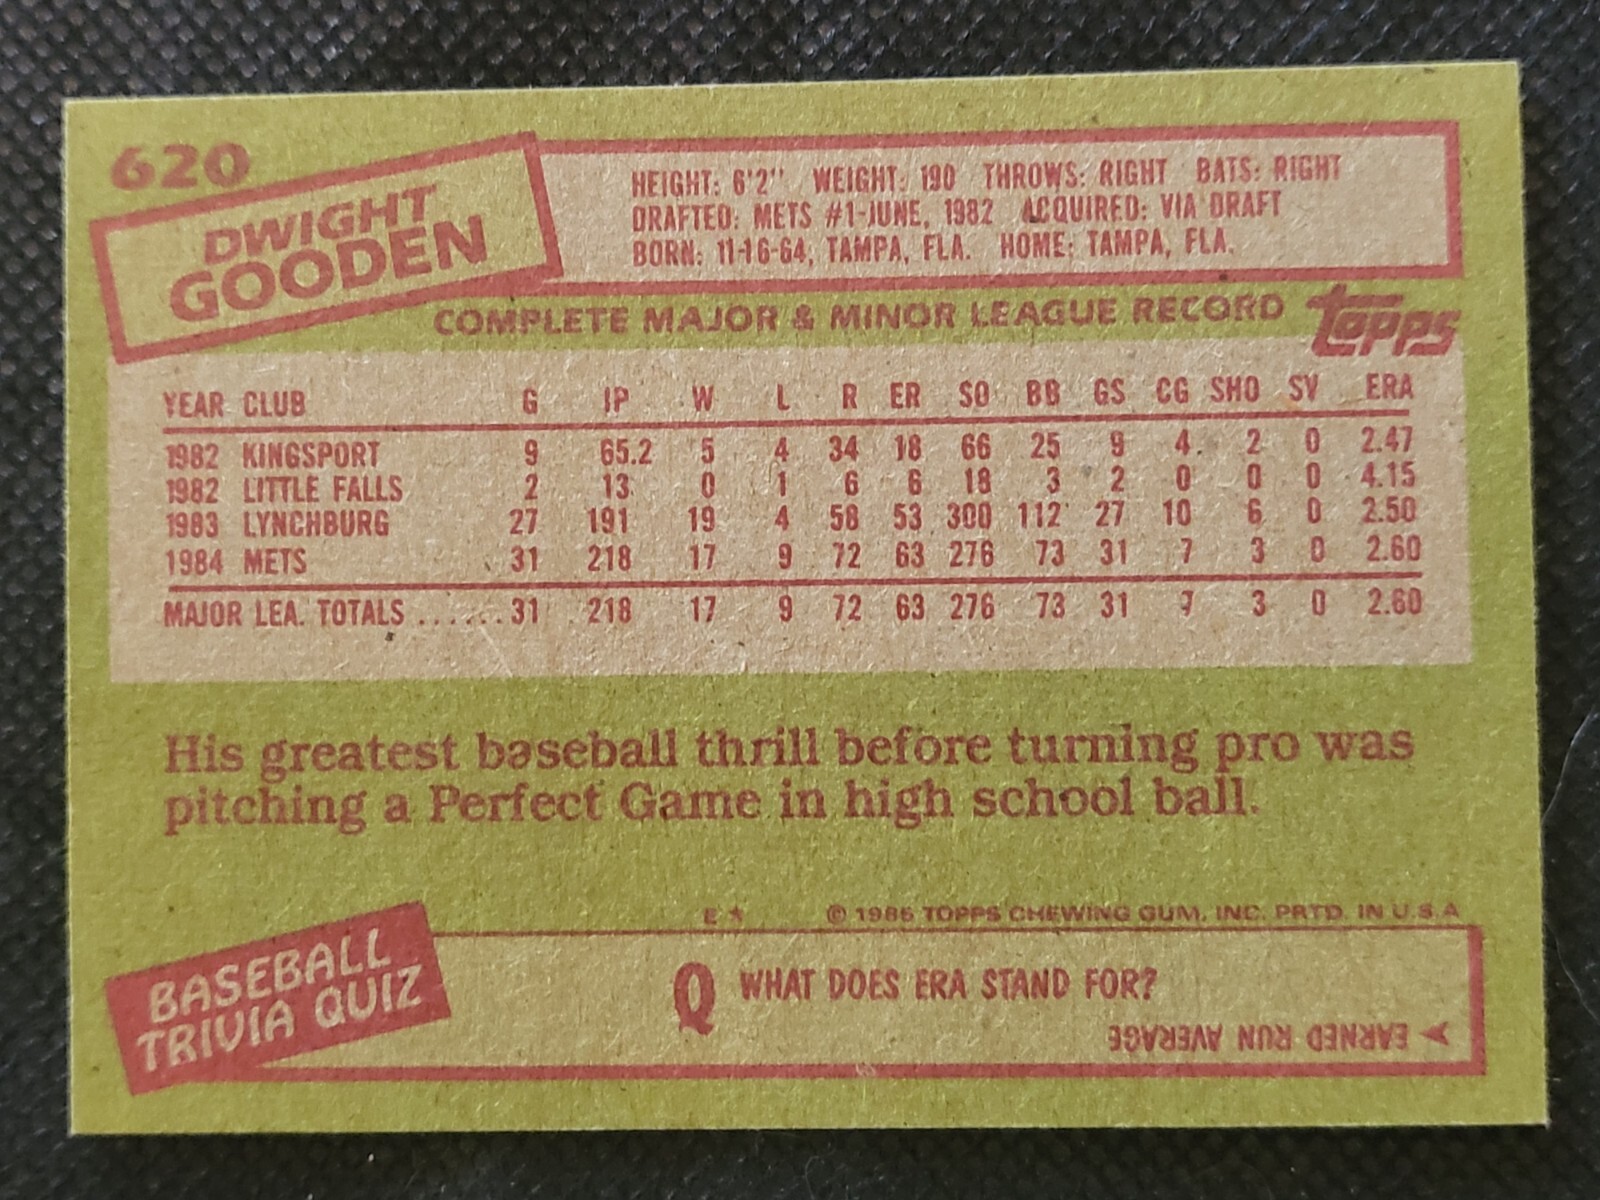 620
DWIGHT
GOODEN
HEIGHT: 6'2" WEIGHT: 190 THROWS: RIGHT BATS: RIGHT
DRAFTED: METS #1-JUNE, 1982 ACQUIRED: VIA DRAFT
BORN: 11-16-64, TAMPA, FLA. HOME: TAMPA, FLA.
COMPLETE MAJOR & MINOR LEAGUE RECORD
topps
YEAR CLUB G IP W L R ER SO BB GS CG SHO SV ERA
1982 KINGSPORT 9 65.2 5 4 34 18 66 25 9 4 2 0 2.47
1982 LITTLE FALLS 2 13 0 1 6 6 18 3 2 0 0 0 4.15
1983 LYNCHBURG 27 191 19 4 58 53 300 112 27 10 6 0 2.50
1984 METS 31 218 17 9 72 63 276 73 31 7 3 0 2.60
MAJOR LEA. TOTALS ...... 31 218 17 9 72 63 276 73 31 7 3 0 2.60
His greatest baseball thrill before turning pro was
pitching a Perfect Game in high school ball.
E* © 1985 TOPPS CHEWING GUM, INC. PRTD. IN U.S.A
BASEBALL
TRIVIA QUIZ
Q WHAT DOES ERA STAND FOR?
➤ EARNED RUN AVERAGE